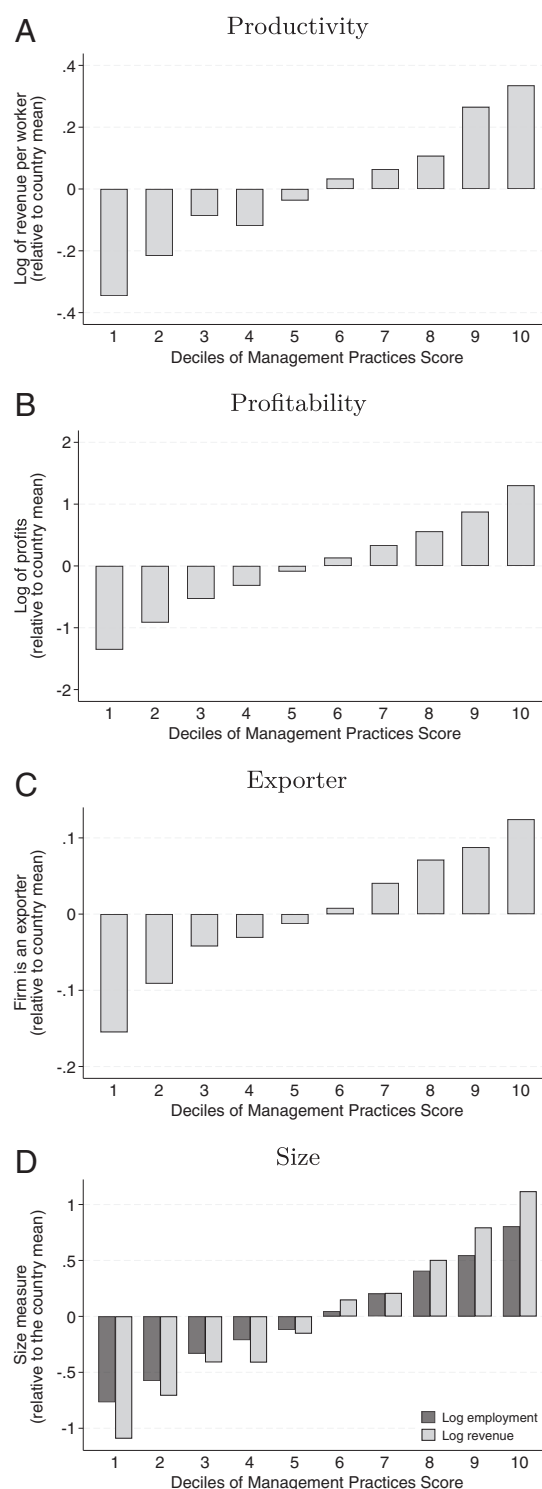 A
Productivity
Log of revenue per worker
(relative to country mean)
.4
.2
0
-.2
-.4
1 2 3 4 5 6 7 8 9 10
Deciles of Management Practices Score
B
Profitability
Log of profits
(relative to country mean)
2
1
0
-1
-2
1 2 3 4 5 6 7 8 9 10
Deciles of Management Practices Score
C
Exporter
Firm is an exporter
(relative to country mean)
.1
0
-.1
-.2
1 2 3 4 5 6 7 8 9 10
Deciles of Management Practices Score
D
Size
Size measure
(relative to the country mean)
1
.5
0
-.5
-1
Log employment
Log revenue
1 2 3 4 5 6 7 8 9 10
Deciles of Management Practices Score